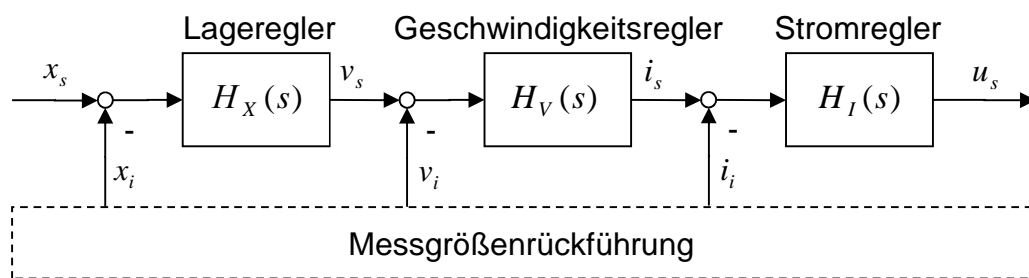 Lageregler Geschwindigkeitsregler Stromregler
x_s H_X(s) v_s H_V(s) i_s H_I(s) u_s
- - -
x_i v_i i_i
Messgrößenrückführung